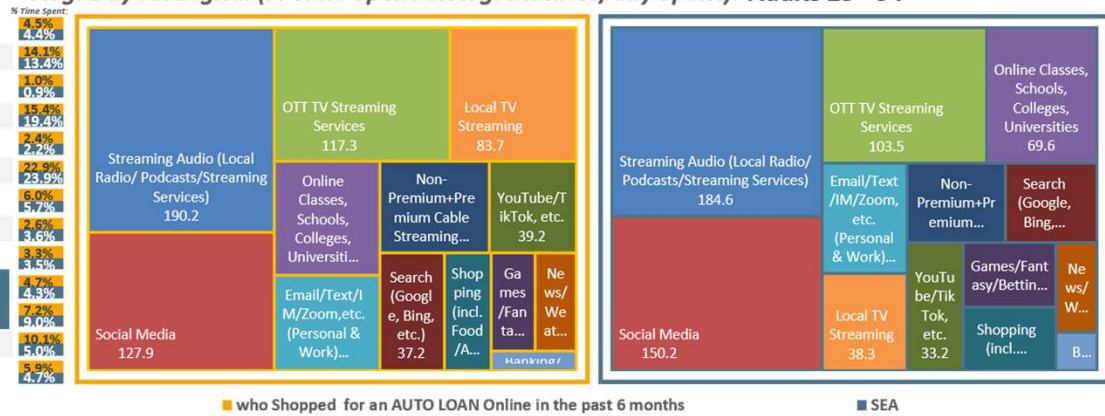 % Time Spent:
4.5%
4.4%
14.1%
13.4%
1.0%
0.9%
15.4%
19.4%
2.4%
2.2%
22.9%
23.9%
6.0%
5.7%
2.6%
3.6%
3.3%
3.5%
4.7%
4.3%
7.2%
9.0%
10.1%
5.0%
5.9%
4.7%
Streaming Audio (Local
Radio/ Podcasts/Streaming
Services)
190.2
Social Media
127.9
OTT TV Streaming
Services
117.3
Local TV
Streaming
83.7
Online
Classes,
Schools,
Colleges,
Universiti...
Non-
Premium+Pre
mium Cable
Streaming...
YouTube/T
ikTok, etc.
39.2
Email/Text/I
M/Zoom,etc.
(Personal &
Work)...
Search
(Googl
e, Bing,
etc.)
37.2
Shop
ping
(incl.
Food
/A...
Ga
mes
/Fan
ta...
Ne
ws/
We
at...
Banking/
Streaming Audio (Local Radio/
Podcasts/Streaming Services)
184.6
Social Media
150.2
OTT TV Streaming
Services
103.5
Online Classes,
Schools,
Colleges,
Universities
69.6
Email/Text
/IM/Zoom,
etc.
(Personal
& Work)...
Non-
Premium+Pr
emium...
Search
(Google,
Bing,...
Local TV
Streaming
38.3
YouTu
be/Tik
Tok,
etc.
33.2
Games/Fant
asy/Bettin...
Ne
ws/
W...
Shopping
(incl....
B...
who Shopped for an AUTO LOAN Online in the past 6 months
SEA